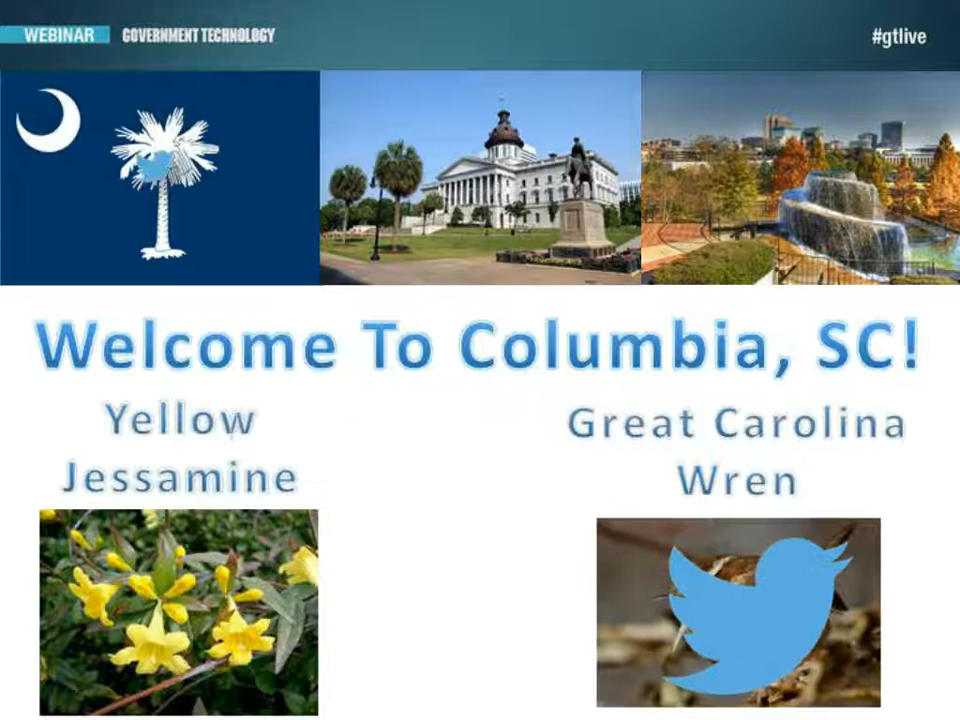 WEBINAR GOVERNMENT TECHNOLOGY #gtlive
Welcome To Columbia, SC!
Yellow
Jessamine
Great Carolina
Wren